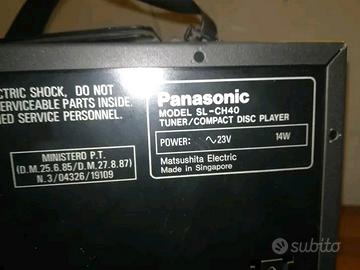 ECTRIC SHOCK, DO NOT
ERVICEABLE PARTS INSIDE.
ED SERVICE PERSONNEL.
Panasonic
MODEL SL-CH40
TUNER/COMPACT DISC PLAYER
POWER: ∿23V 14W
Matsushita Electric
Made in Singapore
MINISTERO P.T.
(D.M.25.6.85/D.M.27.8.87)
N.3/04326/19109
subito